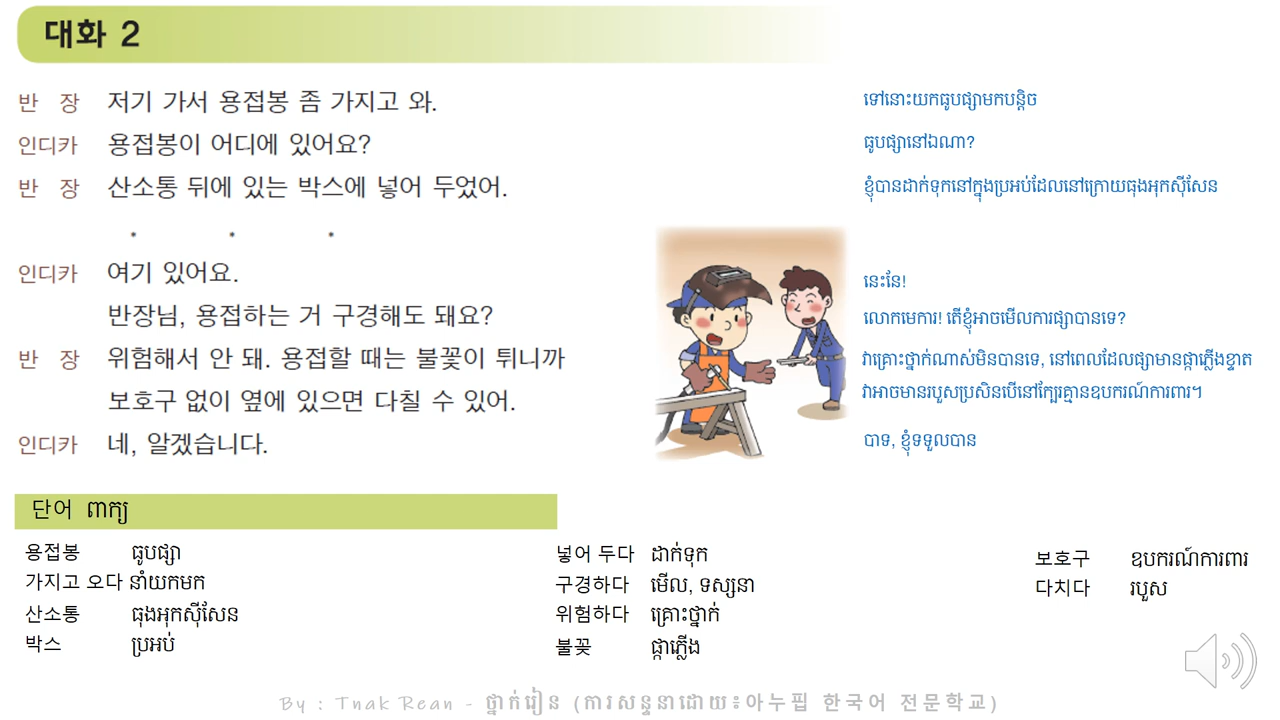 대화 2
반 장 저기 가서 용접봉 좀 가지고 와. ទៅនោះយកធូបផ្សាមកបន្តិច
인디카 용접봉이 어디에 있어요? ធូបផ្សានៅឯណា?
반 장 산소통 뒤에 있는 박스에 넣어 두었어. ខ្ញុំបានដាក់ទុកនៅក្នុងប្រអប់ដែលនៅក្រោយធុងអុកស៊ីសែន
* * *
인디카 여기 있어요. នេះនែ!
반장님, 용접하는 거 구경해도 돼요? លោកមេការ! តើខ្ញុំអាចមើលការផ្សាបានទេ?
반 장 위험해서 안 돼. 용접할 때는 불꽃이 튀니까 វាគ្រោះថ្នាក់ណាស់មិនបានទេ, នៅពេលដែលផ្សាមានផ្កាភ្លើងខ្ទាត
보호구 없이 옆에 있으면 다칠 수 있어. វាអាចមានរបួសប្រសិនបើនៅក្បែរគ្មានឧបករណ៍ការពារ។
인디카 네, 알겠습니다. បាទ, ខ្ញុំទទួលបាន
단어 ពាក្យ
용접봉 ធូបផ្សា
가지고 오다 នាំយកមក
산소통 ធុងអុកស៊ីសែន
박스 ប្រអប់
넣어 두다 ដាក់ទុក
구경하다 មើល, ទស្សនា
위험하다 គ្រោះថ្នាក់
불꽃 ផ្កាភ្លើង
보호구 ឧបករណ៍ការពារ
다치다 របួស
By : Tnak Rean - ថ្នាក់រៀន (ការសន្ទនាដោយ៖아누핍 한국어 전문학교)